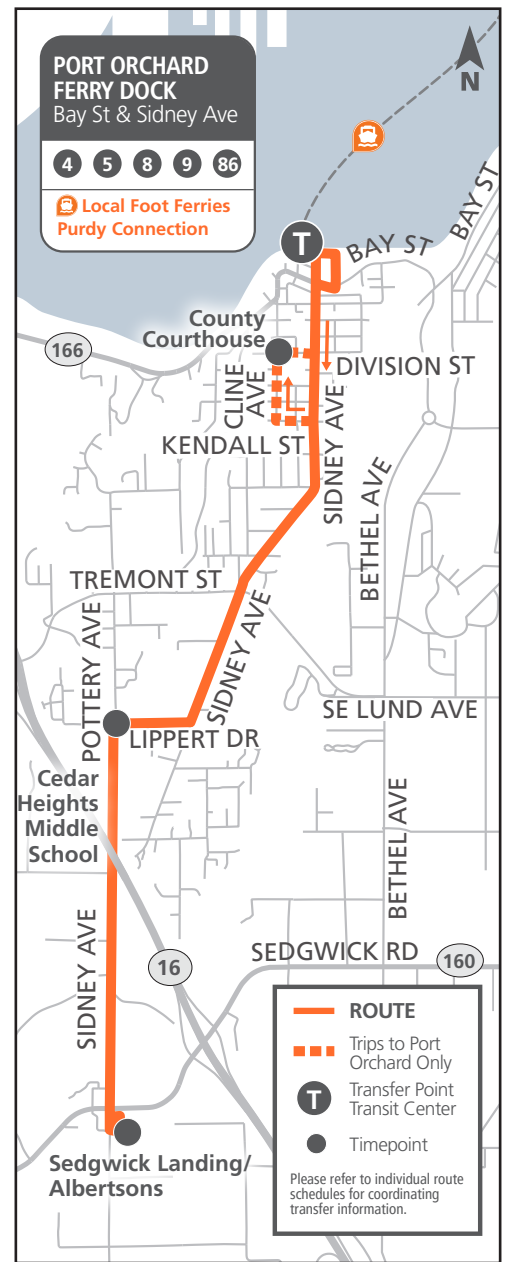 PORT ORCHARD
FERRY DOCK
Bay St & Sidney Ave
4 5 8 9 86
Local Foot Ferries
Purdy Connection
N
T
BAY ST
BAY ST
County
Courthouse
166
DIVISION ST
CLINE
AVE
KENDALL ST
SIDNEY AVE
BETHEL AVE
TREMONT ST
SIDNEY AVE
POTTERY AVE
SE LUND AVE
LIPPERT DR
Cedar
Heights
Middle
School
BETHEL AVE
SIDNEY AVE
SEDGWICK RD
160
16
Sedgwick Landing/
Albertsons
ROUTE
Trips to Port
Orchard Only
T
Transfer Point
Transit Center
Timepoint
Please refer to individual route
schedules for coordinating
transfer information.